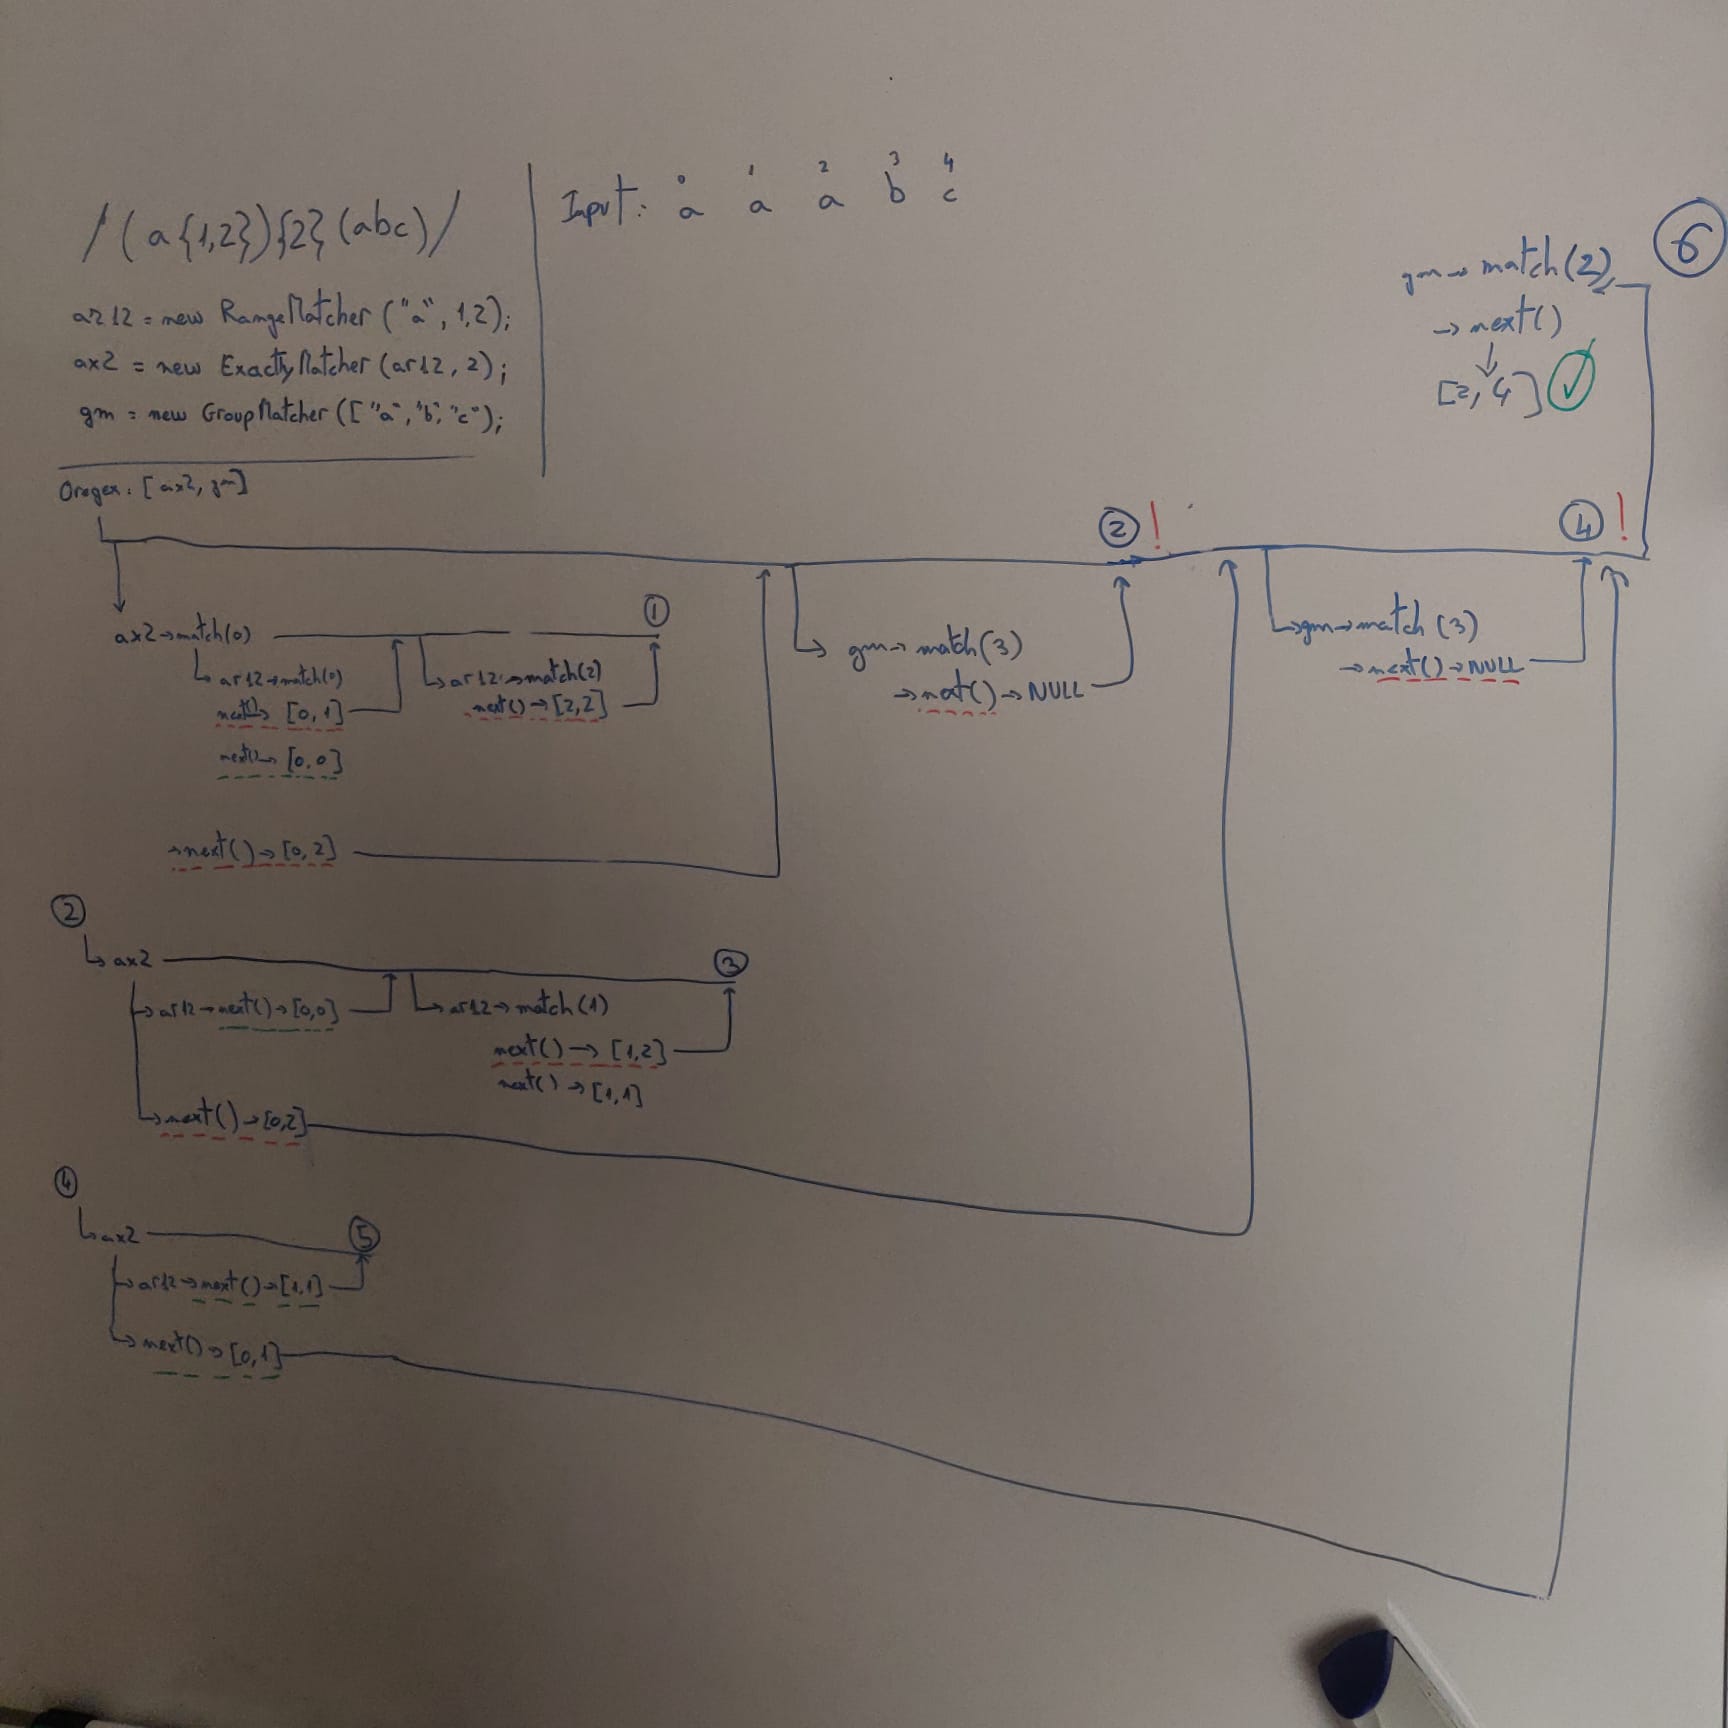 /(a{1,2}){2}(abc)/
ar12 = new RangeMatcher ("a", 1,2);
ax2 = new ExactlyMatcher (ar12, 2);
gm = new GroupMatcher (["a","b","c");
Oregex: [ax2, gm]
0 1 2 3 4
Input: a a a b c
6
gm → match(2)
→ next()
↓
[2, 4] ✓
2 !
4 !
1
ax2 → match(0)
ar12 → match(0)
next() → [0,1]
next() → [0,0]
ar12 → match(2)
next() → [2,2]
→ next() → [0,2]
gm → match(3)
→ next() → NULL
gm → match (3)
→ next() → NULL
2
ax2
3
ar12 → next() → [0,0]
ar12 → match(1)
next() → [1,2]
next() → [1,1]
next() → [0,2]
4
ax2
5
ar12 → next() → [1,1]
next() → [0,1]